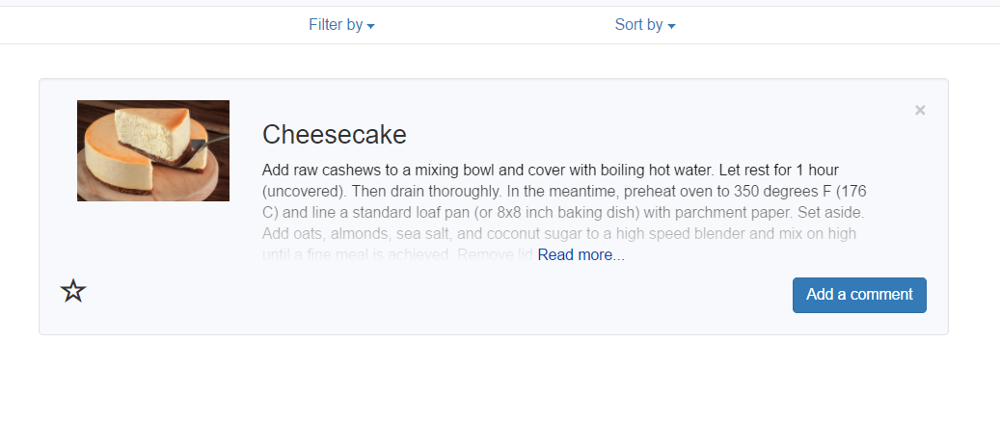 Filter by
Sort by
×
Cheesecake
Add raw cashews to a mixing bowl and cover with boiling hot water. Let rest for 1 hour
(uncovered). Then drain thoroughly. In the meantime, preheat oven to 350 degrees F (176
C) and line a standard loaf pan (or 8x8 inch baking dish) with parchment paper. Set aside.
Add oats, almonds, sea salt, and coconut sugar to a high speed blender and mix on high
until a fine meal is achieved. Remove lid Read more...
Add a comment